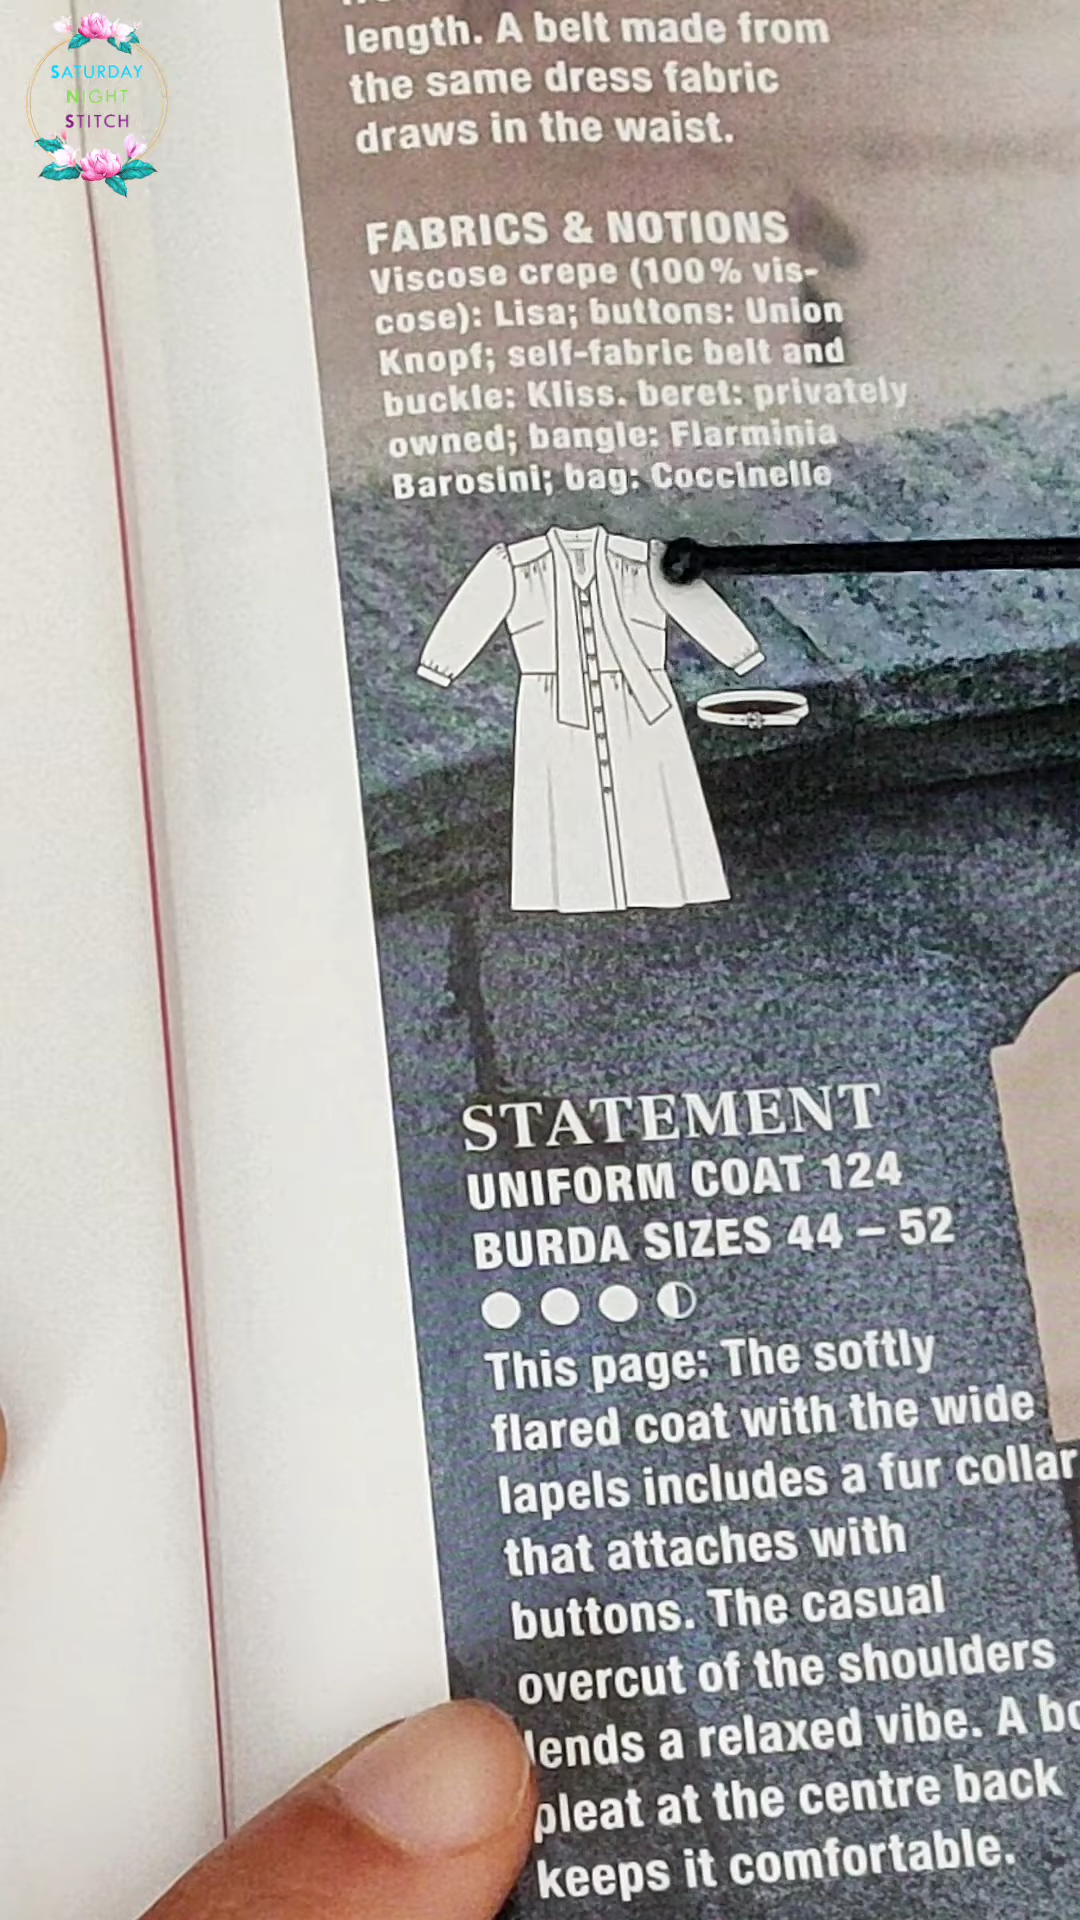 SATURDAY
NIGHT
STITCH
length. A belt made from
the same dress fabric
draws in the waist.
FABRICS & NOTIONS
Viscose crepe (100% vis-
cose): Lisa; buttons: Union
Knopf; self-fabric belt and
buckle: Kliss. beret: privately
owned; bangle: Flarminia
Barosini; bag: Coccinelle
STATEMENT
UNIFORM COAT 124
BURDA SIZES 44 – 52
This page: The softly
flared coat with the wide
lapels includes a fur collar
that attaches with
buttons. The casual
overcut of the shoulders
lends a relaxed vibe. A
pleat at the centre back
keeps it comfortable.